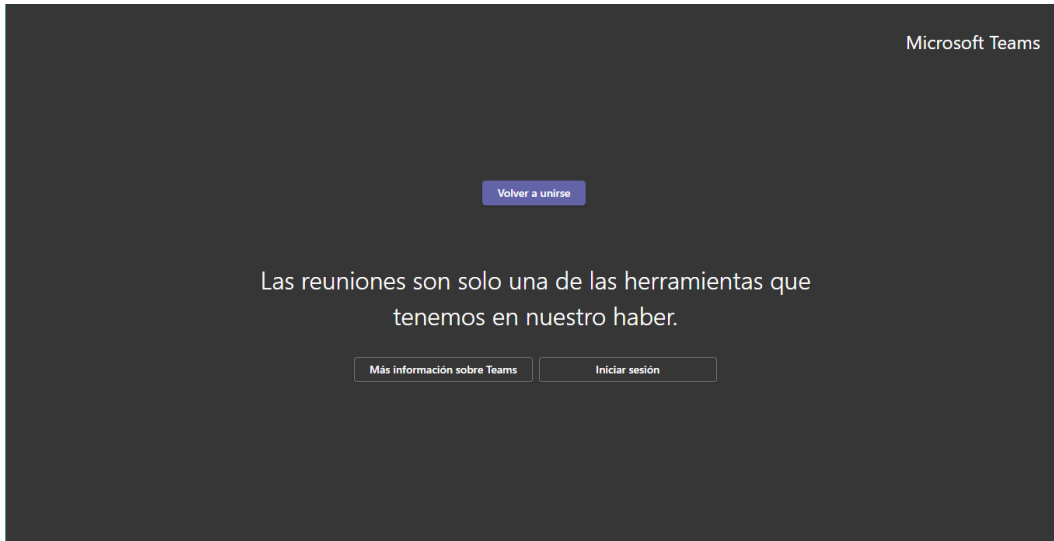 Microsoft Teams
Volver a unirse
Las reuniones son solo una de las herramientas que
tenemos en nuestro haber.
Más información sobre Teams
Iniciar sesión